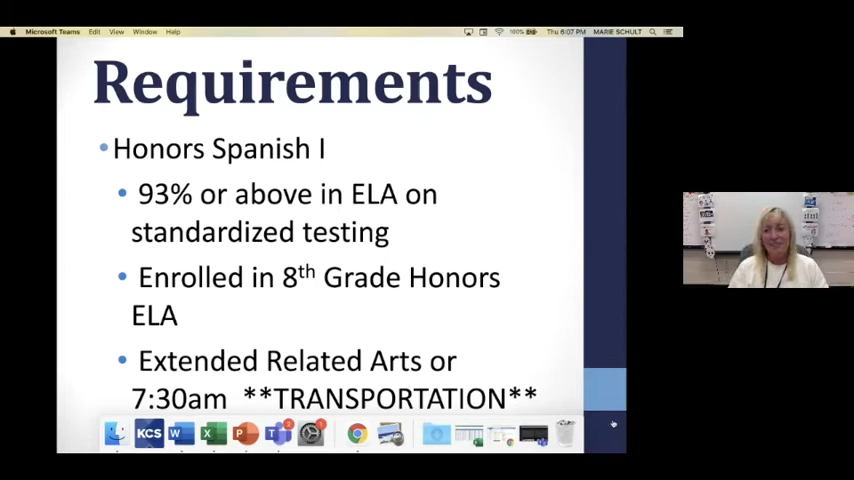 Microsoft Teams Edit View Window Help 100% Thu 6:07 PM MARIE SCHULT
Requirements
Honors Spanish I
93% or above in ELA on
standardized testing
Enrolled in 8th Grade Honors
ELA
Extended Related Arts or
7:30am **TRANSPORTATION**
KCS